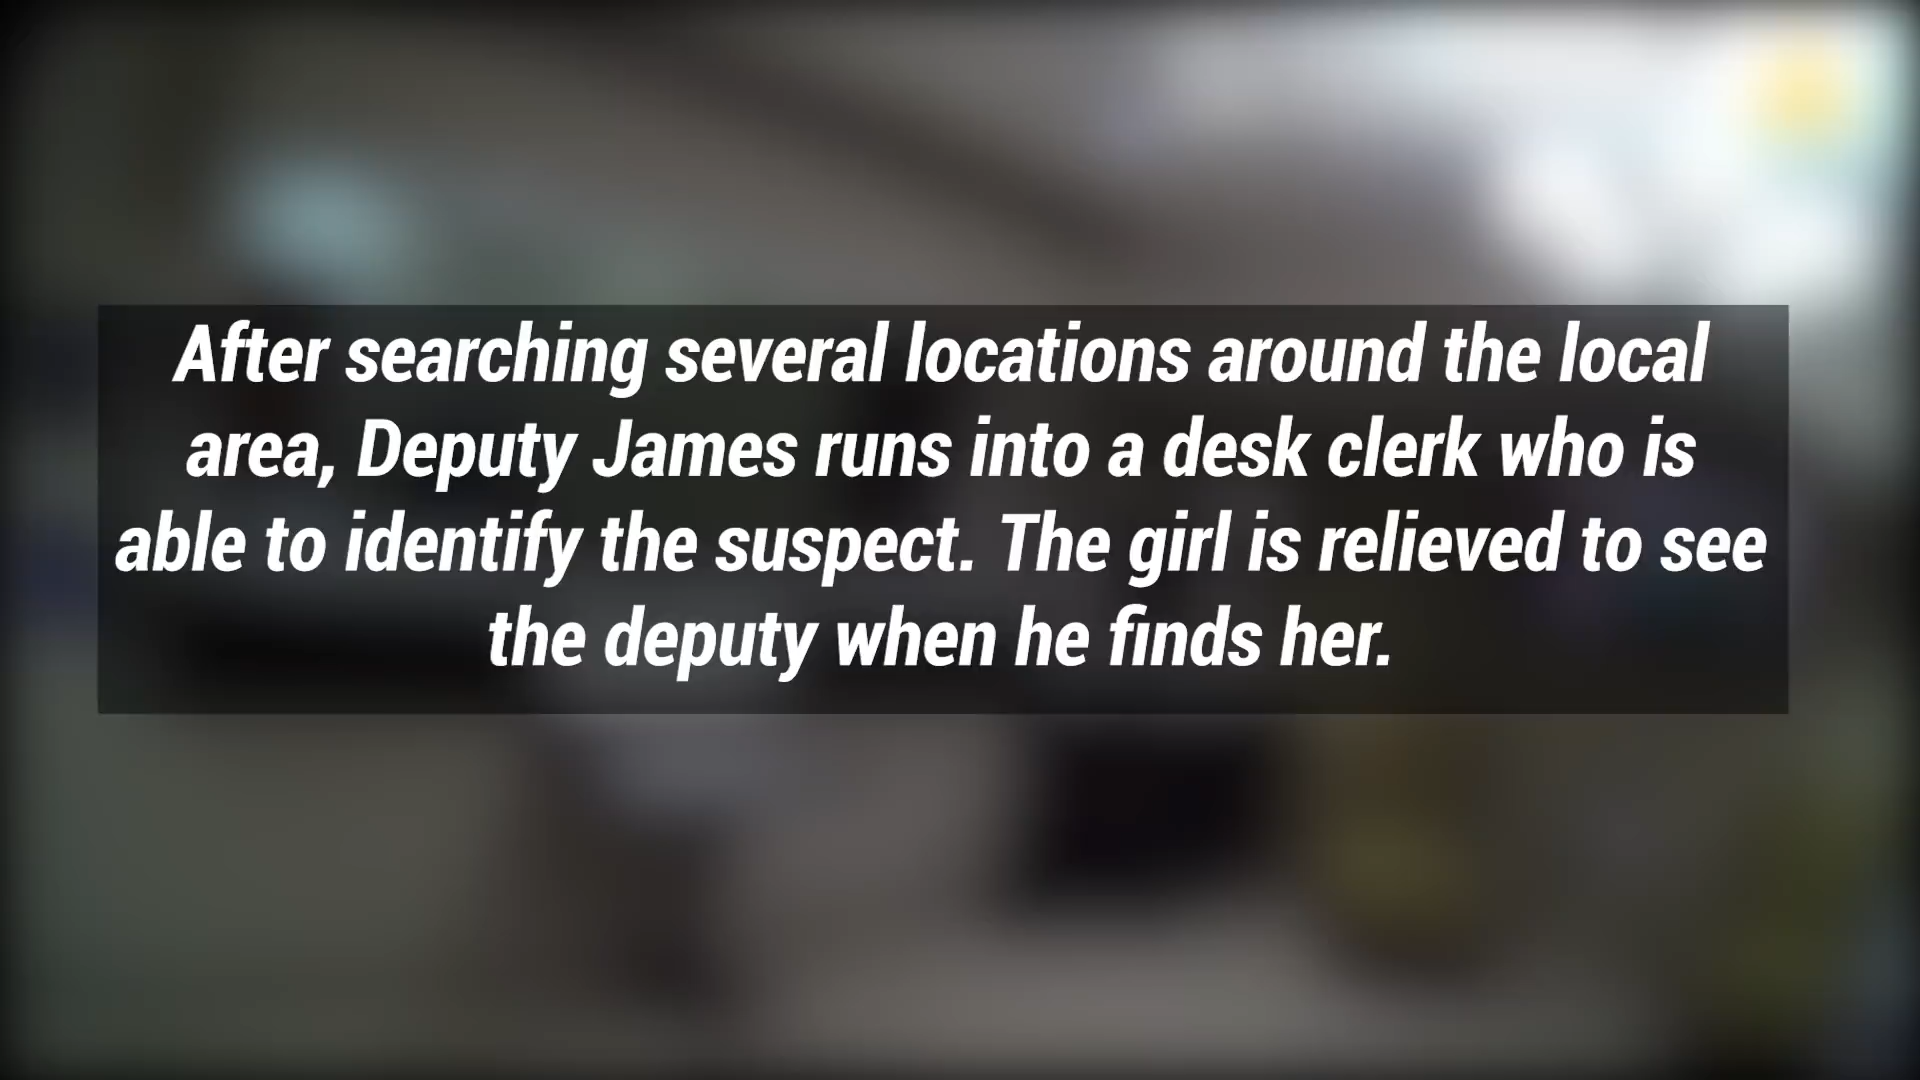 After searching several locations around the local
area, Deputy James runs into a desk clerk who is
able to identify the suspect. The girl is relieved to see
the deputy when he finds her.